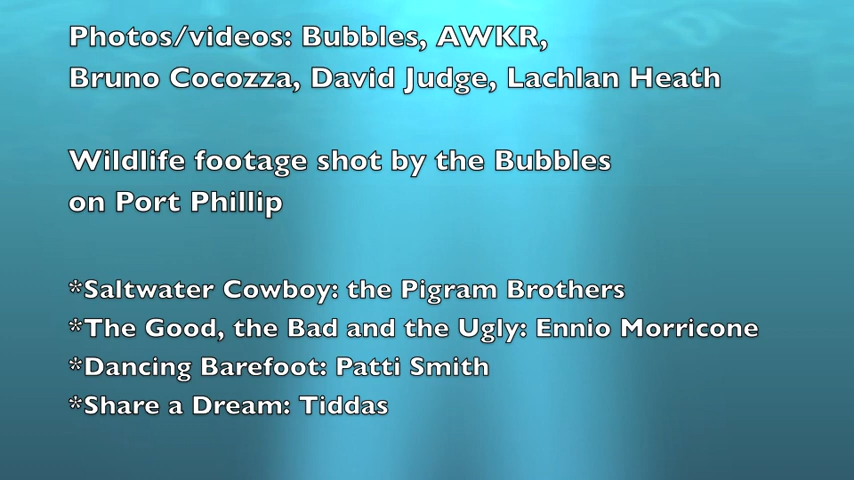 Photos/videos: Bubbles, AWKR,
Bruno Cocozza, David Judge, Lachlan Heath
Wildlife footage shot by the Bubbles
on Port Phillip
*Saltwater Cowboy: the Pigram Brothers
*The Good, the Bad and the Ugly: Ennio Morricone
*Dancing Barefoot: Patti Smith
*Share a Dream: Tiddas